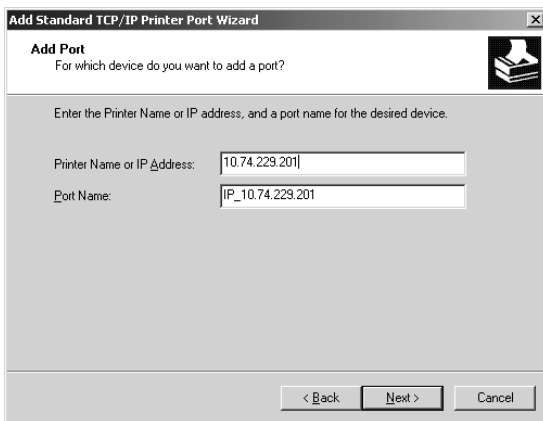 Add Standard TCP/IP Printer Port Wizard
Add Port
For which device do you want to add a port?
Enter the Printer Name or IP address, and a port name for the desired device.
Printer Name or IP Address: 10.74.229.201
Port Name: IP_10.74.229.201
< Back Next > Cancel